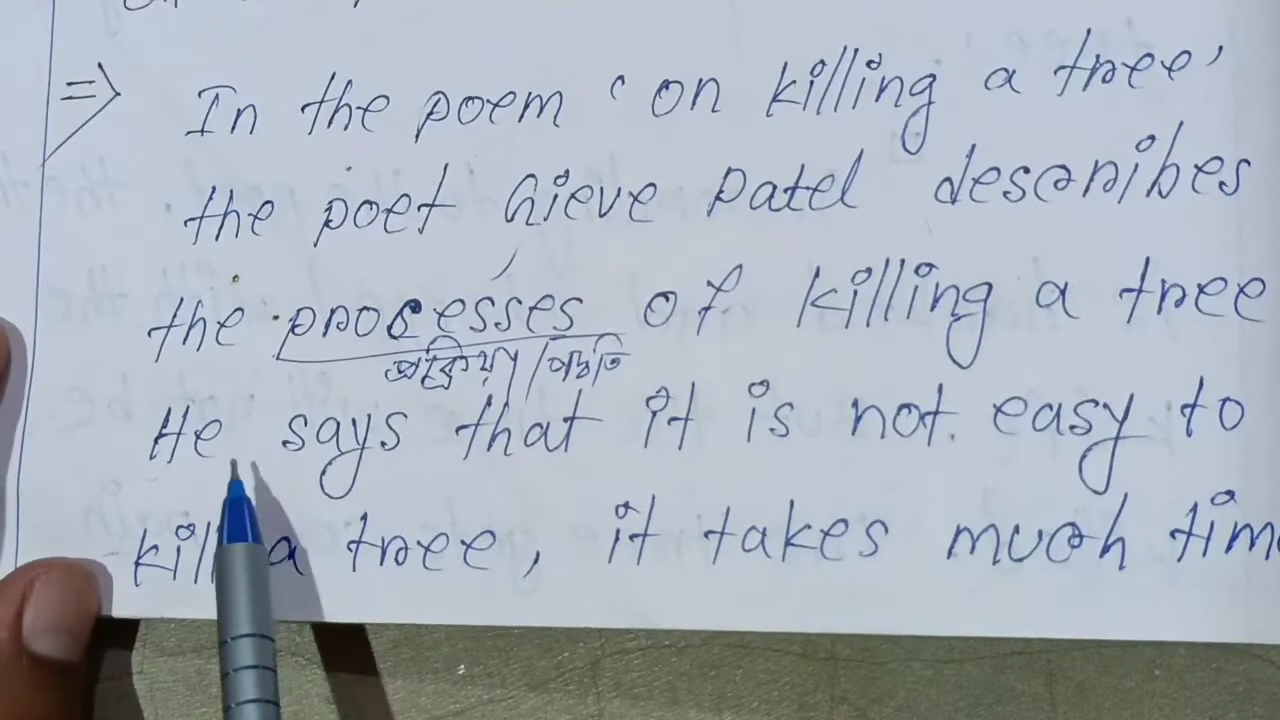 ⇒ In the poem 'on killing a tree'
the poet Gieve Patel describes
the processes of killing a tree
প্রক্রিয়া/পদ্ধতি
He says that it is not easy to
kill a tree, it takes much tim